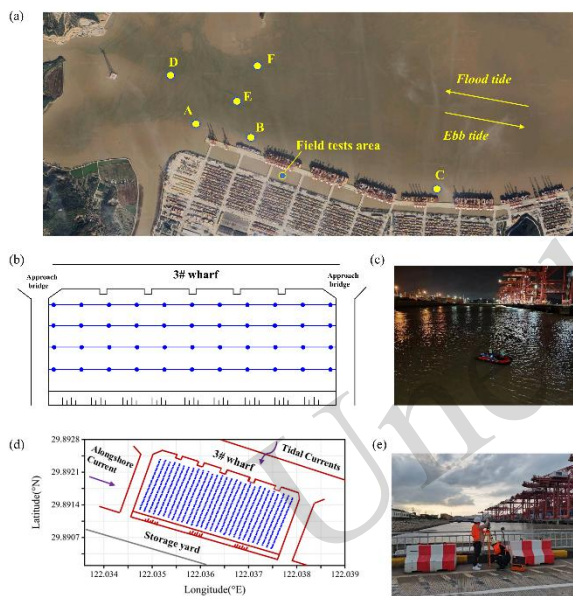 (a)
D
F
E
A
B
C
Flood tide
Ebb tide
Field tests area
(b)
3# wharf
Approach
bridge
Approach
bridge
(c)
(d)
29.8928
29.8921
29.8914
29.8907
Latitude(°N)
Alongshore
Current
3# wharf
Tidal Currents
Storage yard
122.034
122.035
122.036
122.037
122.038
122.039
Longitude(°E)
(e)